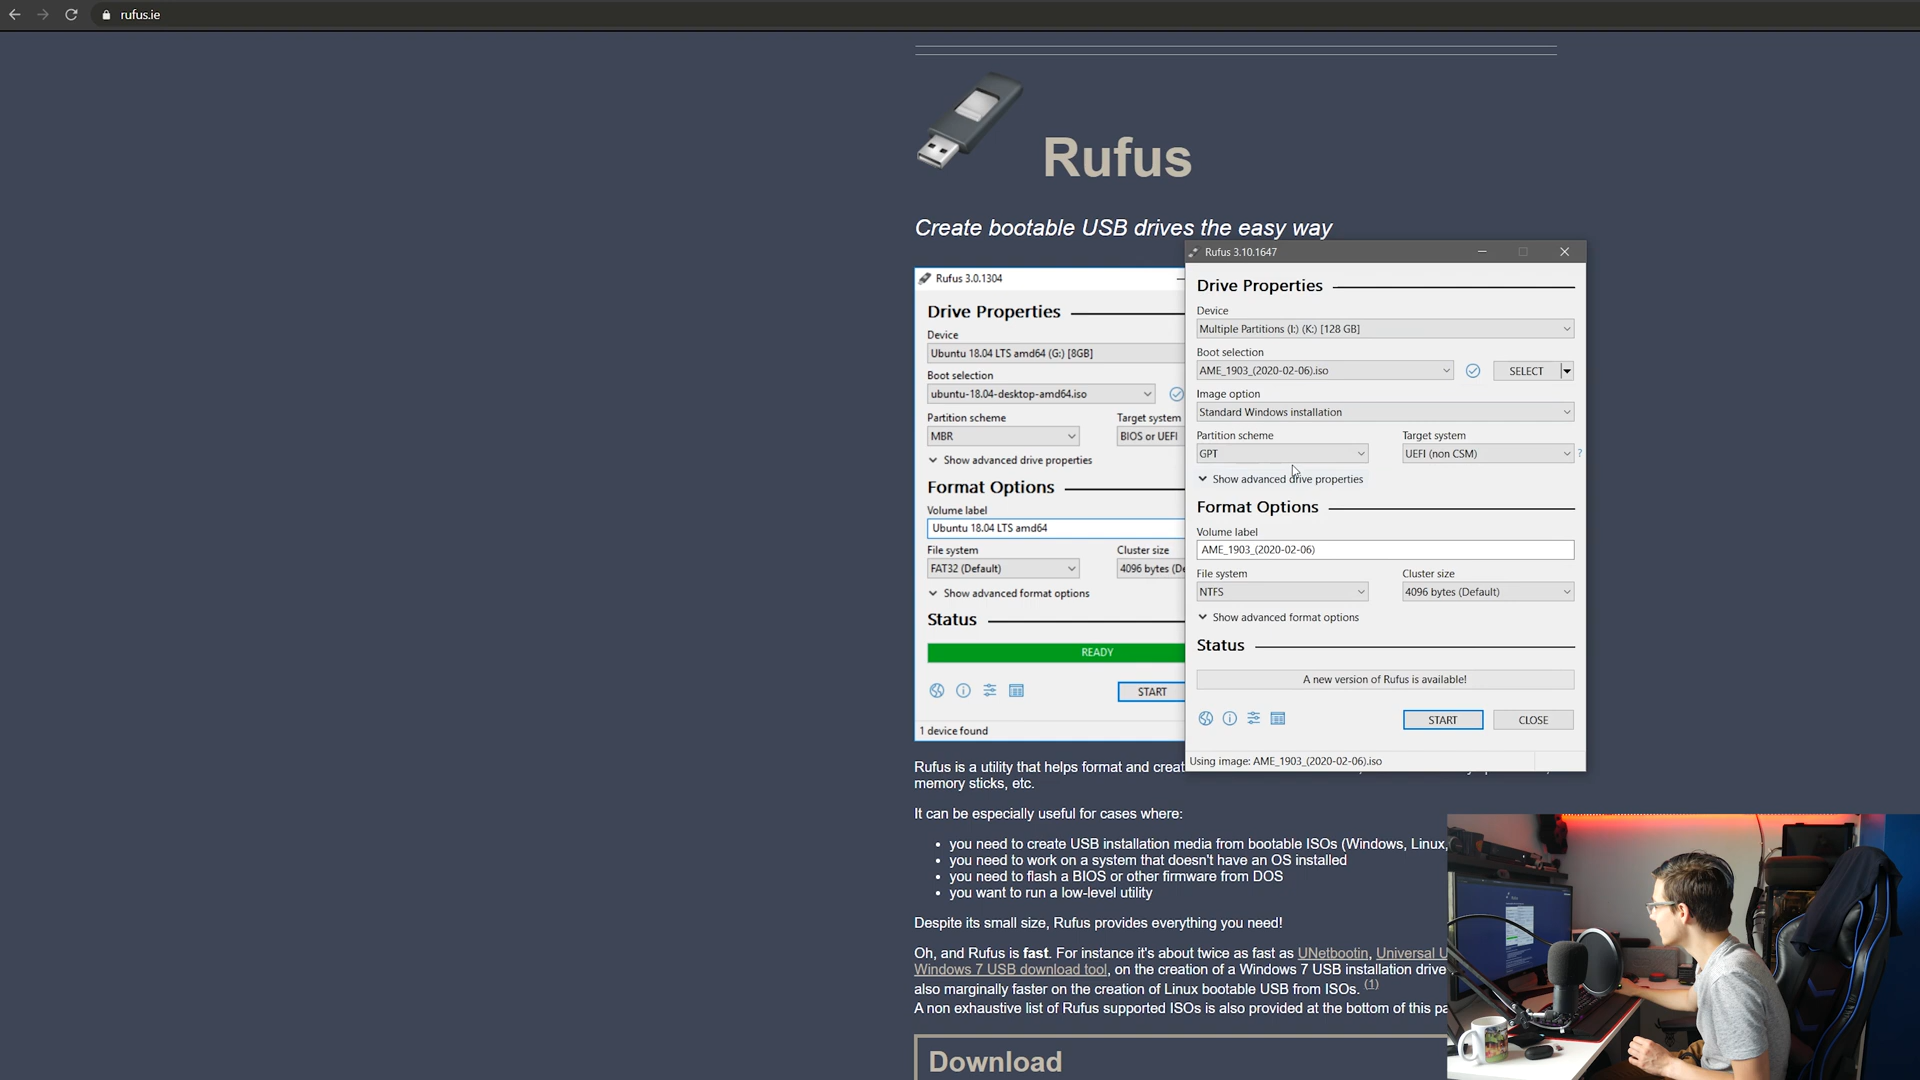 rufus.ie
Rufus
Create bootable USB drives the easy way
Rufus 3.0.1304
Drive Properties
Device
Ubuntu 18.04 LTS amd64 (G:) [8GB]
Boot selection
ubuntu-18.04-desktop-amd64.iso
Partition scheme
Target system
MBR
BIOS or UEFI
Show advanced drive properties
Format Options
Volume label
Ubuntu 18.04 LTS amd64
File system
Cluster size
FAT32 (Default)
4096 bytes (De
Show advanced format options
Status
READY
START
1 device found
Rufus 3.10.1647
Drive Properties
Device
Multiple Partitions (I:) (K:) [128 GB]
Boot selection
AME_1903_(2020-02-06).iso
SELECT
Image option
Standard Windows installation
Partition scheme
Target system
GPT
UEFI (non CSM)
?
Show advanced drive properties
Format Options
Volume label
AME_1903_(2020-02-06)
File system
Cluster size
NTFS
4096 bytes (Default)
Show advanced format options
Status
A new version of Rufus is available!
START
CLOSE
Using image: AME_1903_(2020-02-06).iso
Rufus is a utility that helps format and creat
memory sticks, etc.
It can be especially useful for cases where:
• you need to create USB installation media from bootable ISOs (Windows, Linux,
• you need to work on a system that doesn't have an OS installed
• you need to flash a BIOS or other firmware from DOS
• you want to run a low-level utility
Despite its small size, Rufus provides everything you need!
Oh, and Rufus is fast. For instance it's about twice as fast as UNetbootin, Universal U
Windows 7 USB download tool, on the creation of a Windows 7 USB installation drive
also marginally faster on the creation of Linux bootable USB from ISOs. (1)
A non exhaustive list of Rufus supported ISOs is also provided at the bottom of this pa
Download